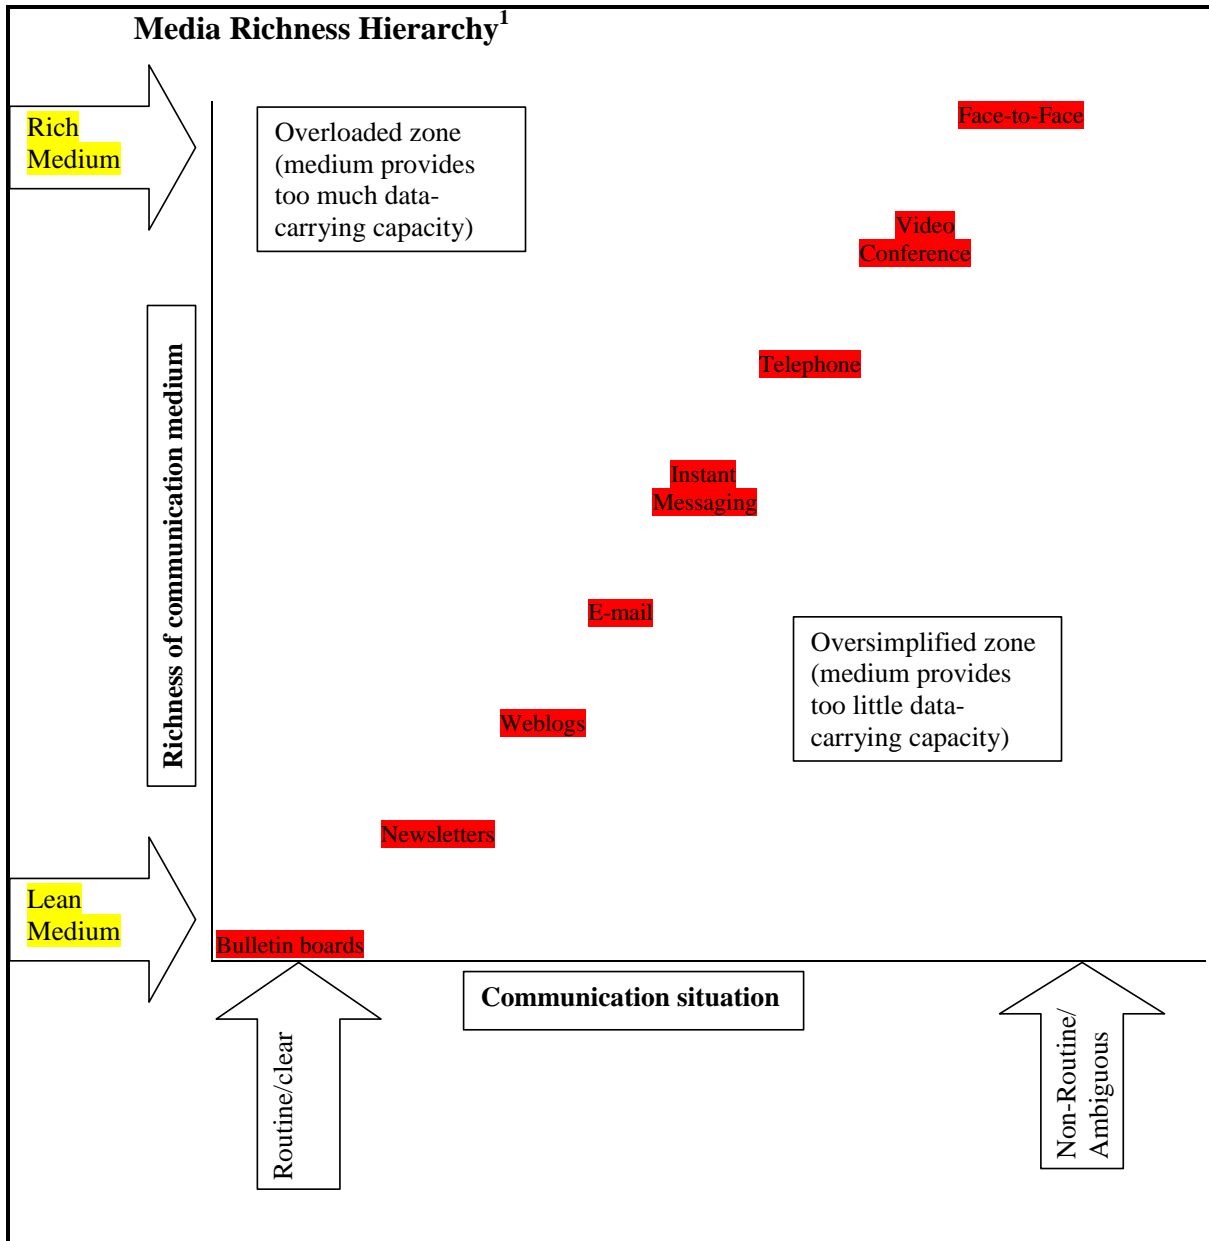 Media Richness Hierarchy1
Rich
Medium
Overloaded zone
(medium provides
too much data-
carrying capacity)
Face-to-Face
Video
Conference
Telephone
Richness of communication medium
Instant
Messaging
E-mail
Oversimplified zone
(medium provides
too little data-
carrying capacity)
Weblogs
Newsletters
Lean
Medium
Bulletin boards
Communication situation
Routine/clear
Non-Routine/
Ambiguous